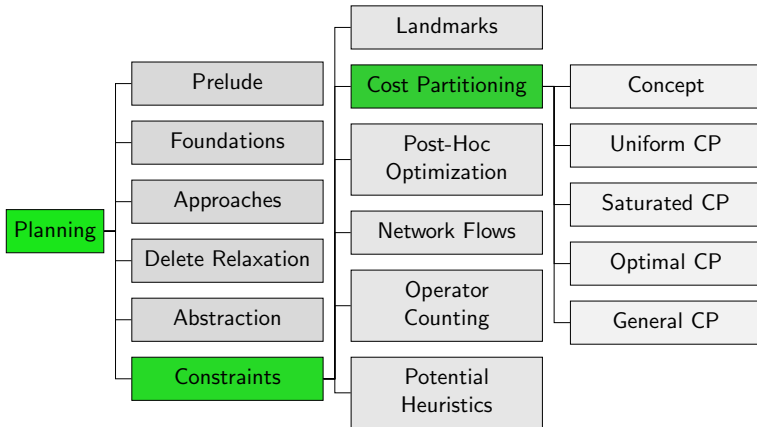 Planning
Prelude
Foundations
Approaches
Delete Relaxation
Abstraction
Constraints
Landmarks
Cost Partitioning
Post-Hoc
Optimization
Network Flows
Operator
Counting
Potential
Heuristics
Concept
Uniform CP
Saturated CP
Optimal CP
General CP